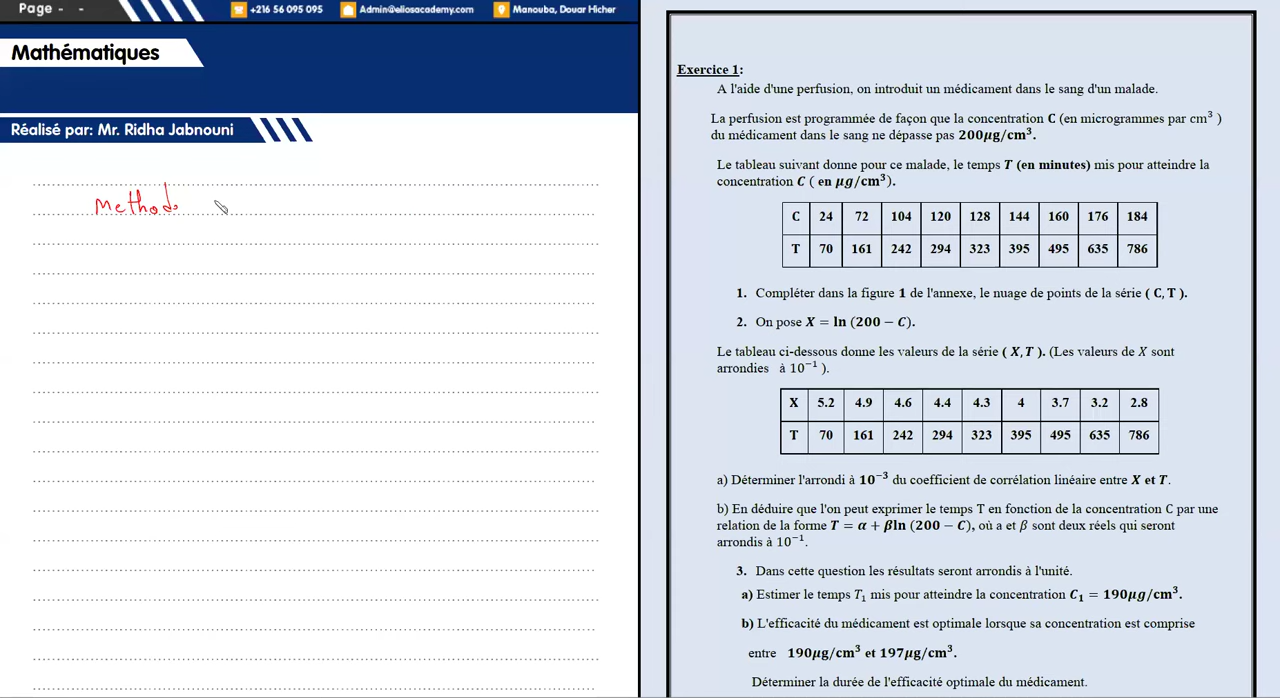 Page - -
+216 56 095 095 Admin@eliosacademy.com Manouba, Douar Hicher
Mathématiques
Réalisé par: Mr. Ridha Jabnouni
Method
Exercice 1:
A l'aide d'une perfusion, on introduit un médicament dans le sang d'un malade.
La perfusion est programmée de façon que la concentration C (en microgrammes par cm³ )
du médicament dans le sang ne dépasse pas 200μg/cm³.
Le tableau suivant donne pour ce malade, le temps T (en minutes) mis pour atteindre la
concentration C ( en μg/cm³).
C 24 72 104 120 128 144 160 176 184
T 70 161 242 294 323 395 495 635 786
1. Compléter dans la figure 1 de l'annexe, le nuage de points de la série ( C, T ).
2. On pose X = ln (200 − C).
Le tableau ci-dessous donne les valeurs de la série ( X, T ). (Les valeurs de X sont
arrondies à 10⁻¹ ).
X 5.2 4.9 4.6 4.4 4.3 4 3.7 3.2 2.8
T 70 161 242 294 323 395 495 635 786
a) Déterminer l'arrondi à 10⁻³ du coefficient de corrélation linéaire entre X et T.
b) En déduire que l'on peut exprimer le temps T en fonction de la concentration C par une
relation de la forme T = α + βln (200 − C), où a et β sont deux réels qui seront
arrondis à 10⁻¹.
3. Dans cette question les résultats seront arrondis à l'unité.
a) Estimer le temps T₁ mis pour atteindre la concentration C₁ = 190μg/cm³.
b) L'efficacité du médicament est optimale lorsque sa concentration est comprise
entre 190μg/cm³ et 197μg/cm³.
Déterminer la durée de l'efficacité optimale du médicament.